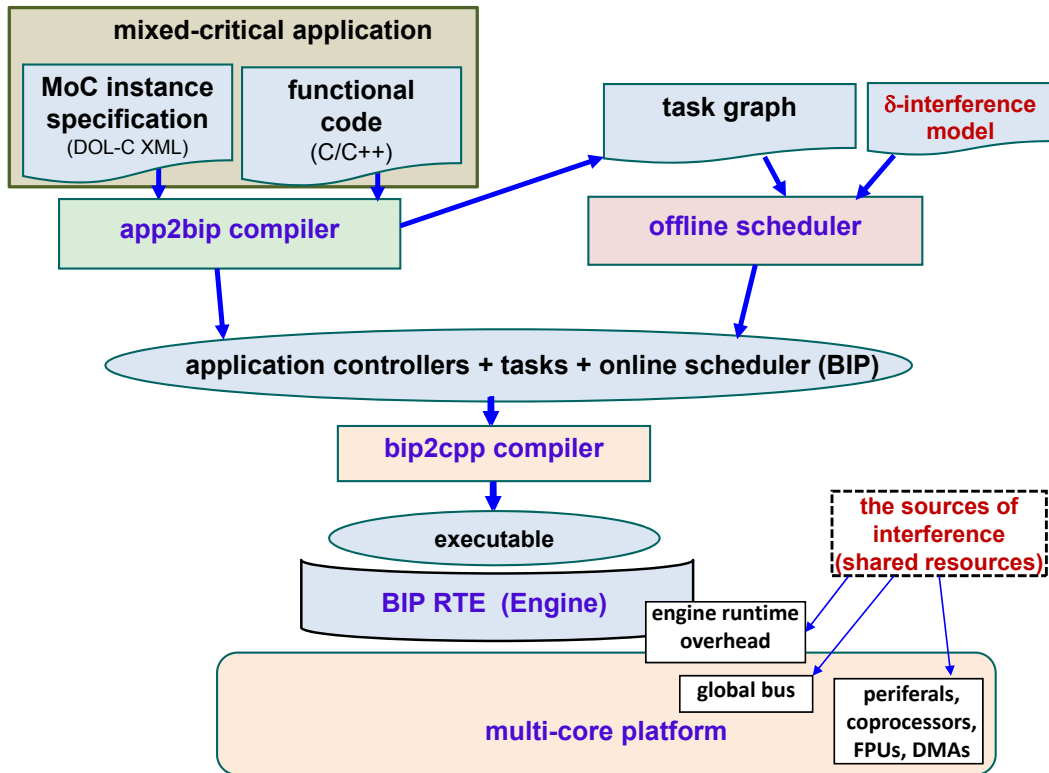 mixed-critical application
MoC instance
specification
(DOL-C XML)
functional
code
(C/C++)
task graph
δ-interference
model
app2bip compiler
offline scheduler
application controllers + tasks + online scheduler (BIP)
bip2cpp compiler
executable
the sources of
interference
(shared resources)
BIP RTE (Engine)
engine runtime
overhead
global bus
periferals,
coprocessors,
FPUs, DMAs
multi-core platform